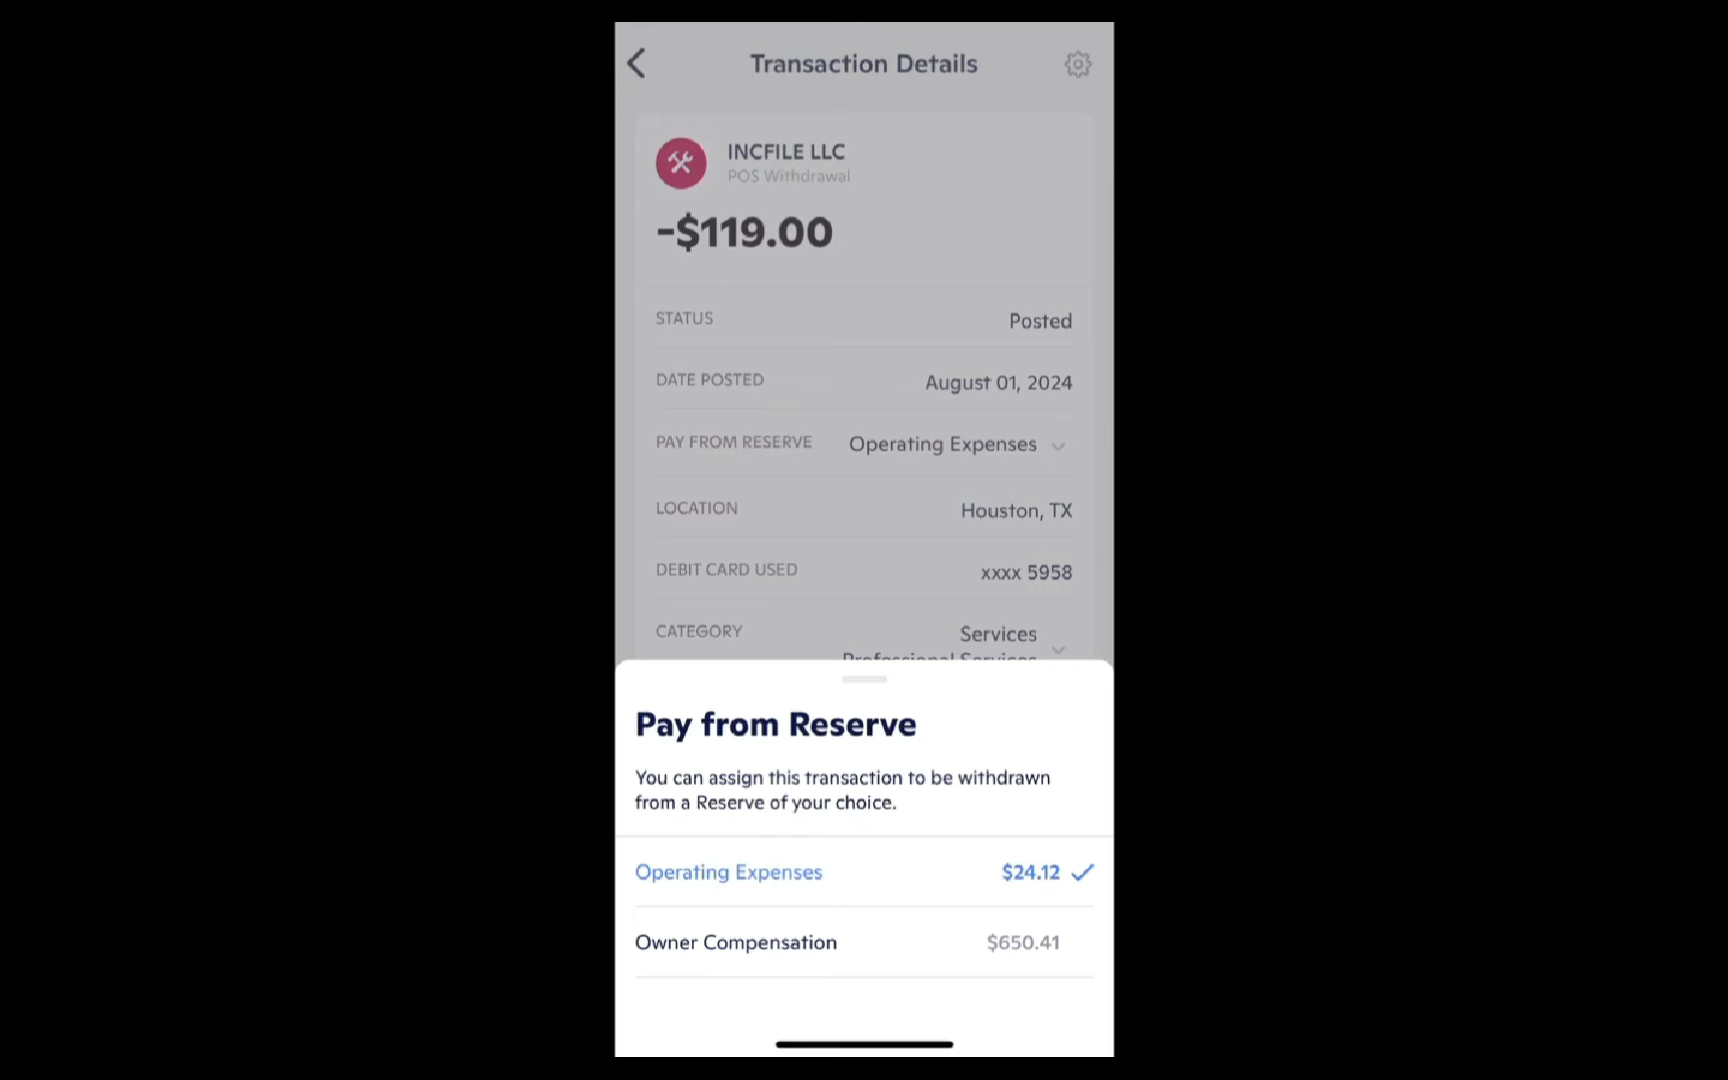 Transaction Details
INCFILE LLC
POS Withdrawal
-$119.00
STATUS Posted
DATE POSTED August 01, 2024
PAY FROM RESERVE Operating Expenses
LOCATION Houston, TX
DEBIT CARD USED xxxx 5958
CATEGORY Services
Professional Services
Pay from Reserve
You can assign this transaction to be withdrawn
from a Reserve of your choice.
Operating Expenses $24.12
Owner Compensation $650.41